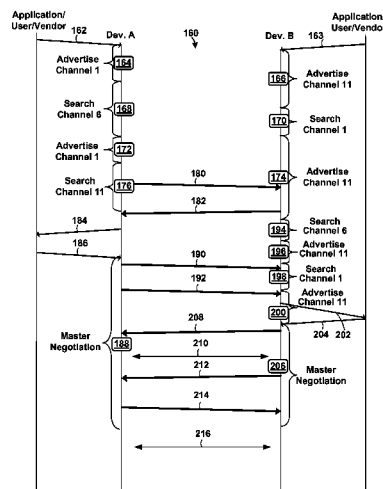 Application/
User/Vendor
Application
User/Vendo
162
Dev. A
160
Dev. B
163
Advertise
Channel 1
164
166
Advertise
Channel 11
Search
Channel 6
168
170
Search
Channel 1
Advertise
Channel 1
172
174
Advertise
Channel 11
Search
Channel 11
176
180
182
184
194
Search
Channel 6
186
196
Advertise
Channel 11
190
198
Search
Channel 1
192
Advertise
Channel 11
200
208
204
202
Master
Negotiation
188
210
212
206
Master
Negotiation
214
216